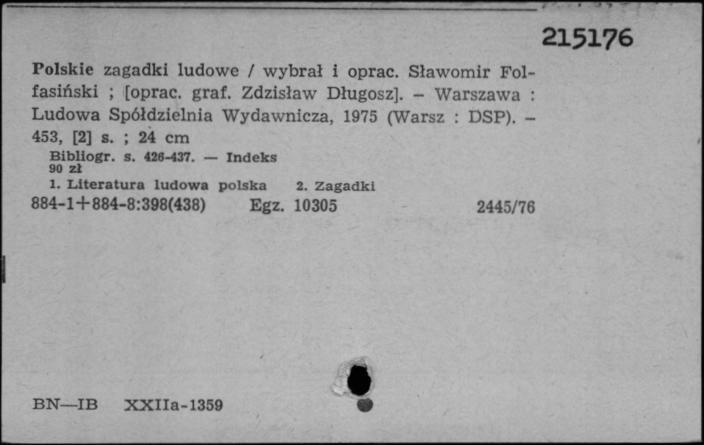 215176
Polskie zagadki ludowe / wybrał i oprac. Sławomir Fol-
fasiński ; [oprac. graf. Zdzisław Długosz]. — Warszawa :
Ludowa Spółdzielnia Wydawnicza, 1975 (Warsz : DSP). —
453, [2] s. ; 24 cm
Bibliogr. s. 426-437. — Indeks
90 zł
1. Literatura ludowa polska 2. Zagadki
884-1+884-8:398(438) Egz. 10305 2445/76
BN—IB XXIIa-1359